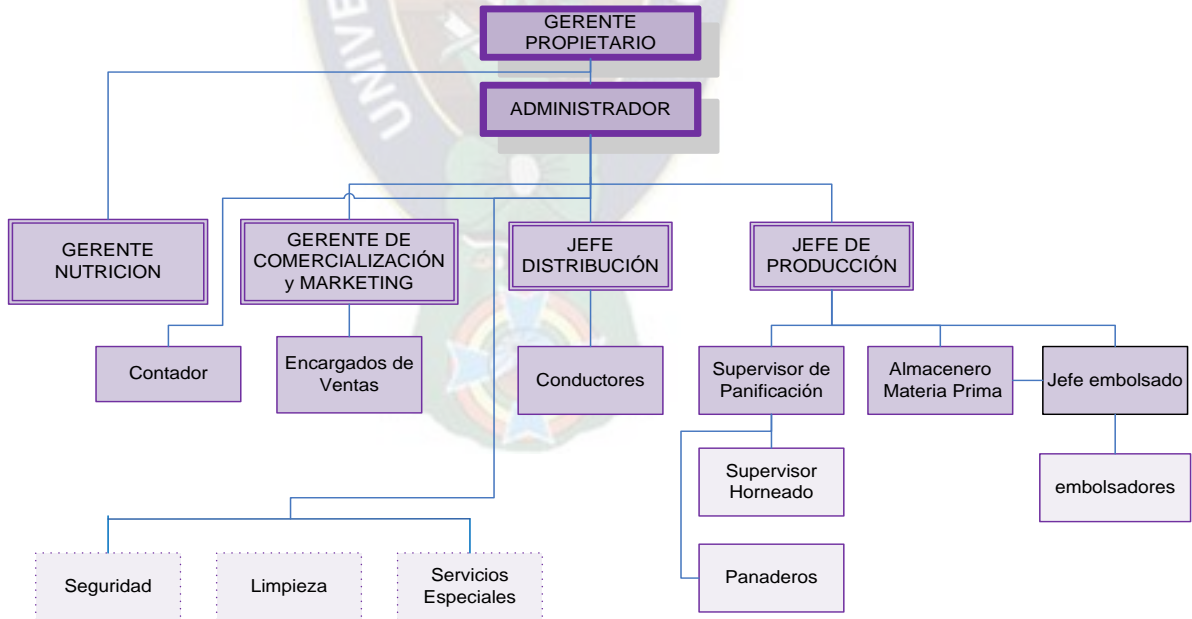 UNIVE
GERENTE
PROPIETARIO
ADMINISTRADOR
GERENTE
NUTRICION
GERENTE DE
COMERCIALIZACIÓN
y MARKETING
JEFE
DISTRIBUCIÓN
JEFE DE
PRODUCCIÓN
Contador
Encargados de
Ventas
Conductores
Supervisor de
Panificación
Almacenero
Materia Prima
Jefe embolsado
Supervisor
Horneado
embolsadores
Panaderos
Seguridad
Limpieza
Servicios
Especiales